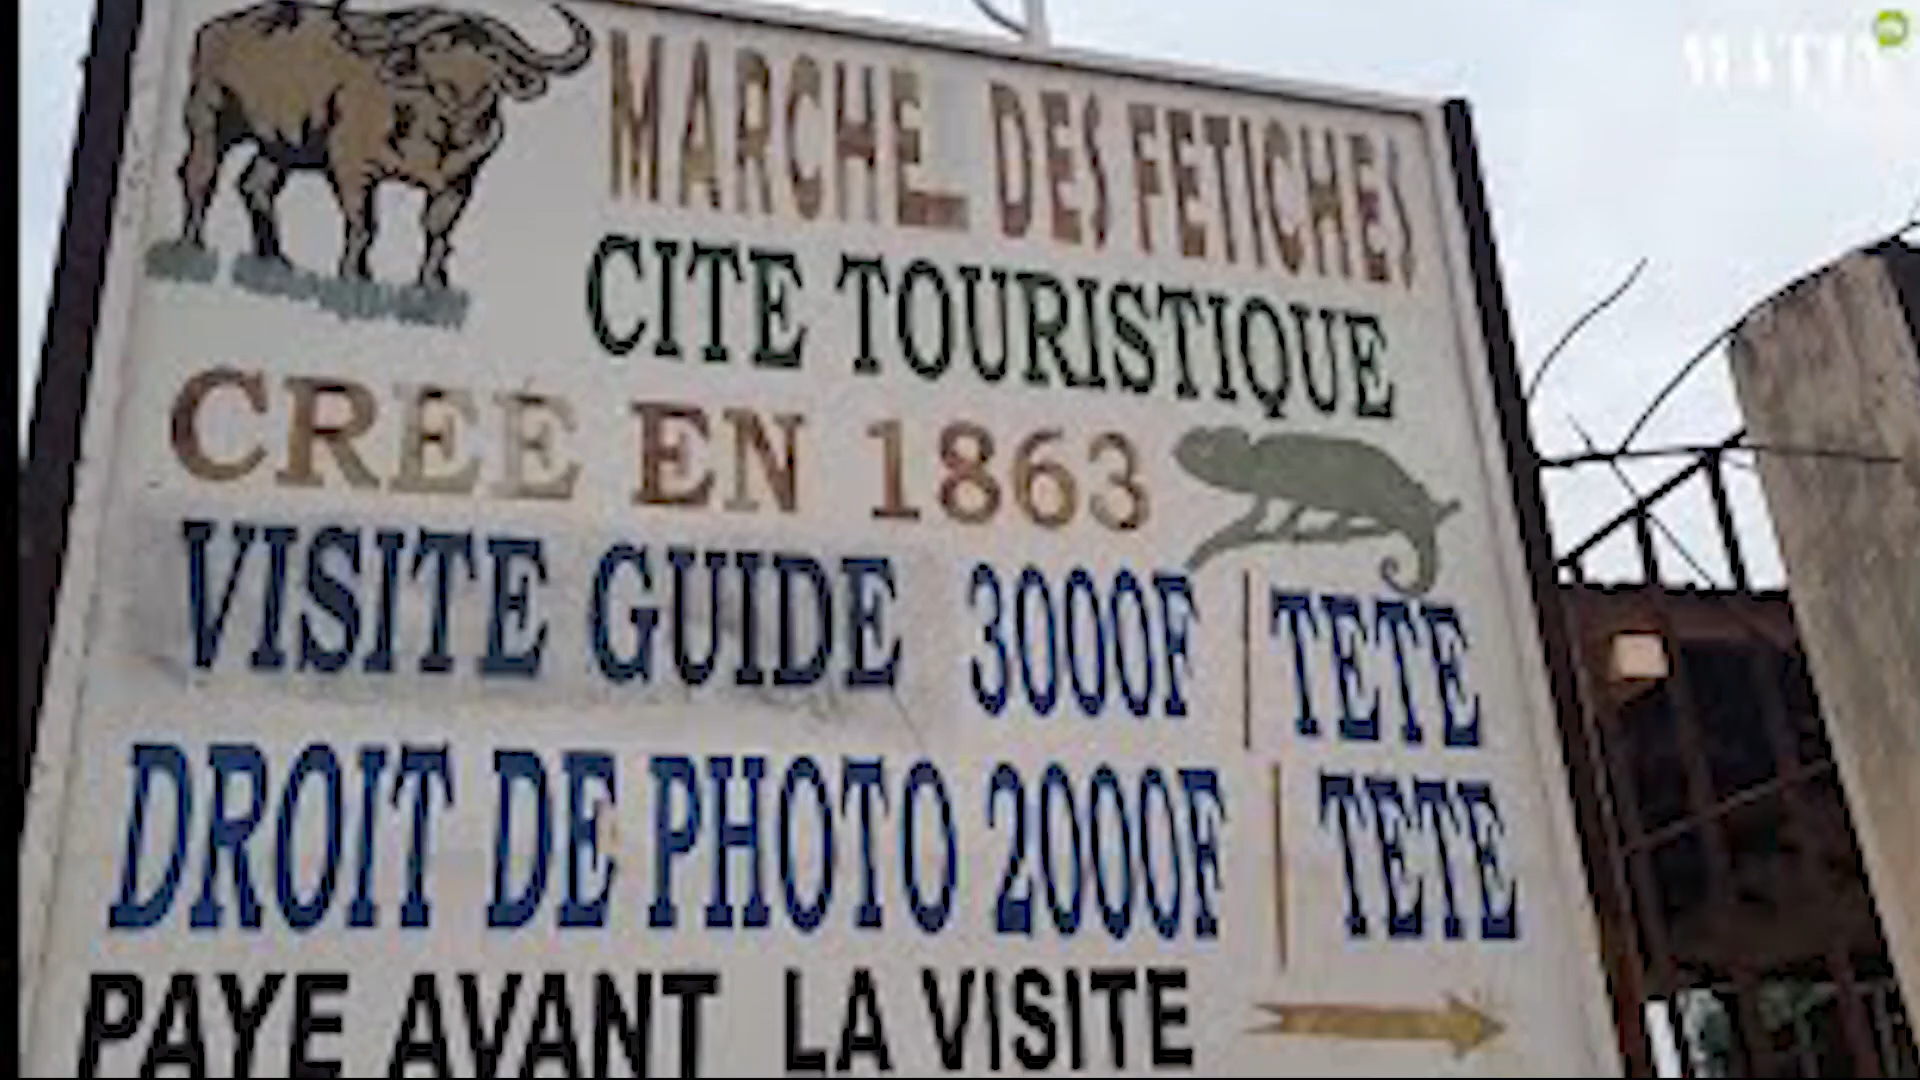 MARCHE DES FETICHES
CITE TOURISTIQUE
CREE EN 1863
VISITE GUIDE 3000F | TETE
DROIT DE PHOTO 2000F | TETE
PAYE AVANT LA VISITE
MATIN